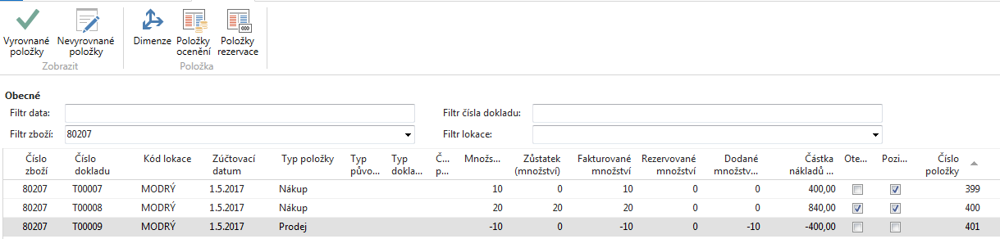 Vyrovnané položky
Nevyrovnané položky
Dimenze
Položky ocenění
Položky rezervace
Zobrazit
Položka
Obecné
Filtr data:
Filtr čísla dokladu:
Filtr zboží: 80207
Filtr lokace:
Číslo zboží Číslo dokladu Kód lokace Zúčtovací datum Typ položky Typ půvo... Typ dokla... Č... p... Množs... Zůstatek (množství) Fakturované množství Rezervované množství Dodané množstv... Částka nákladů ... Ote... Pozi... Číslo položky
80207 T00007 MODRÝ 1.5.2017 Nákup 10 0 10 0 0 400,00 399
80207 T00008 MODRÝ 1.5.2017 Nákup 20 20 20 0 0 840,00 400
80207 T00009 MODRÝ 1.5.2017 Prodej -10 0 -10 0 -10 -400,00 401